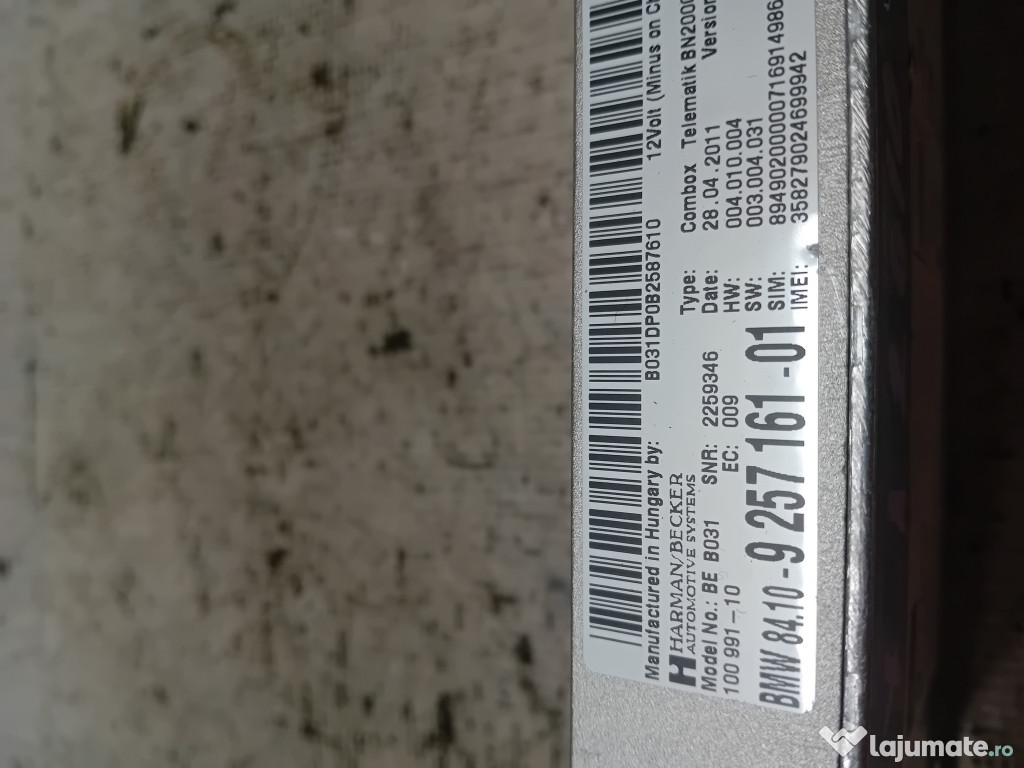 B031DP0B2587610 12Volt (Minus on
Manufactured in Hungary by:
HARMAN/BECKER
AUTOMOTIVE SYSTEMS
Type: Combox Telematik BN2000
Model No.: BE B031 SNR: 2259346 Date: 28.04.2011 Version
100 991-10 EC: 009 HW: 004.010.004
SW: 003.004.031
BMW 84.10-9 257 161-01 SIM: 89490200000716914986
IMEI: 358279024699942
lajumate.ro